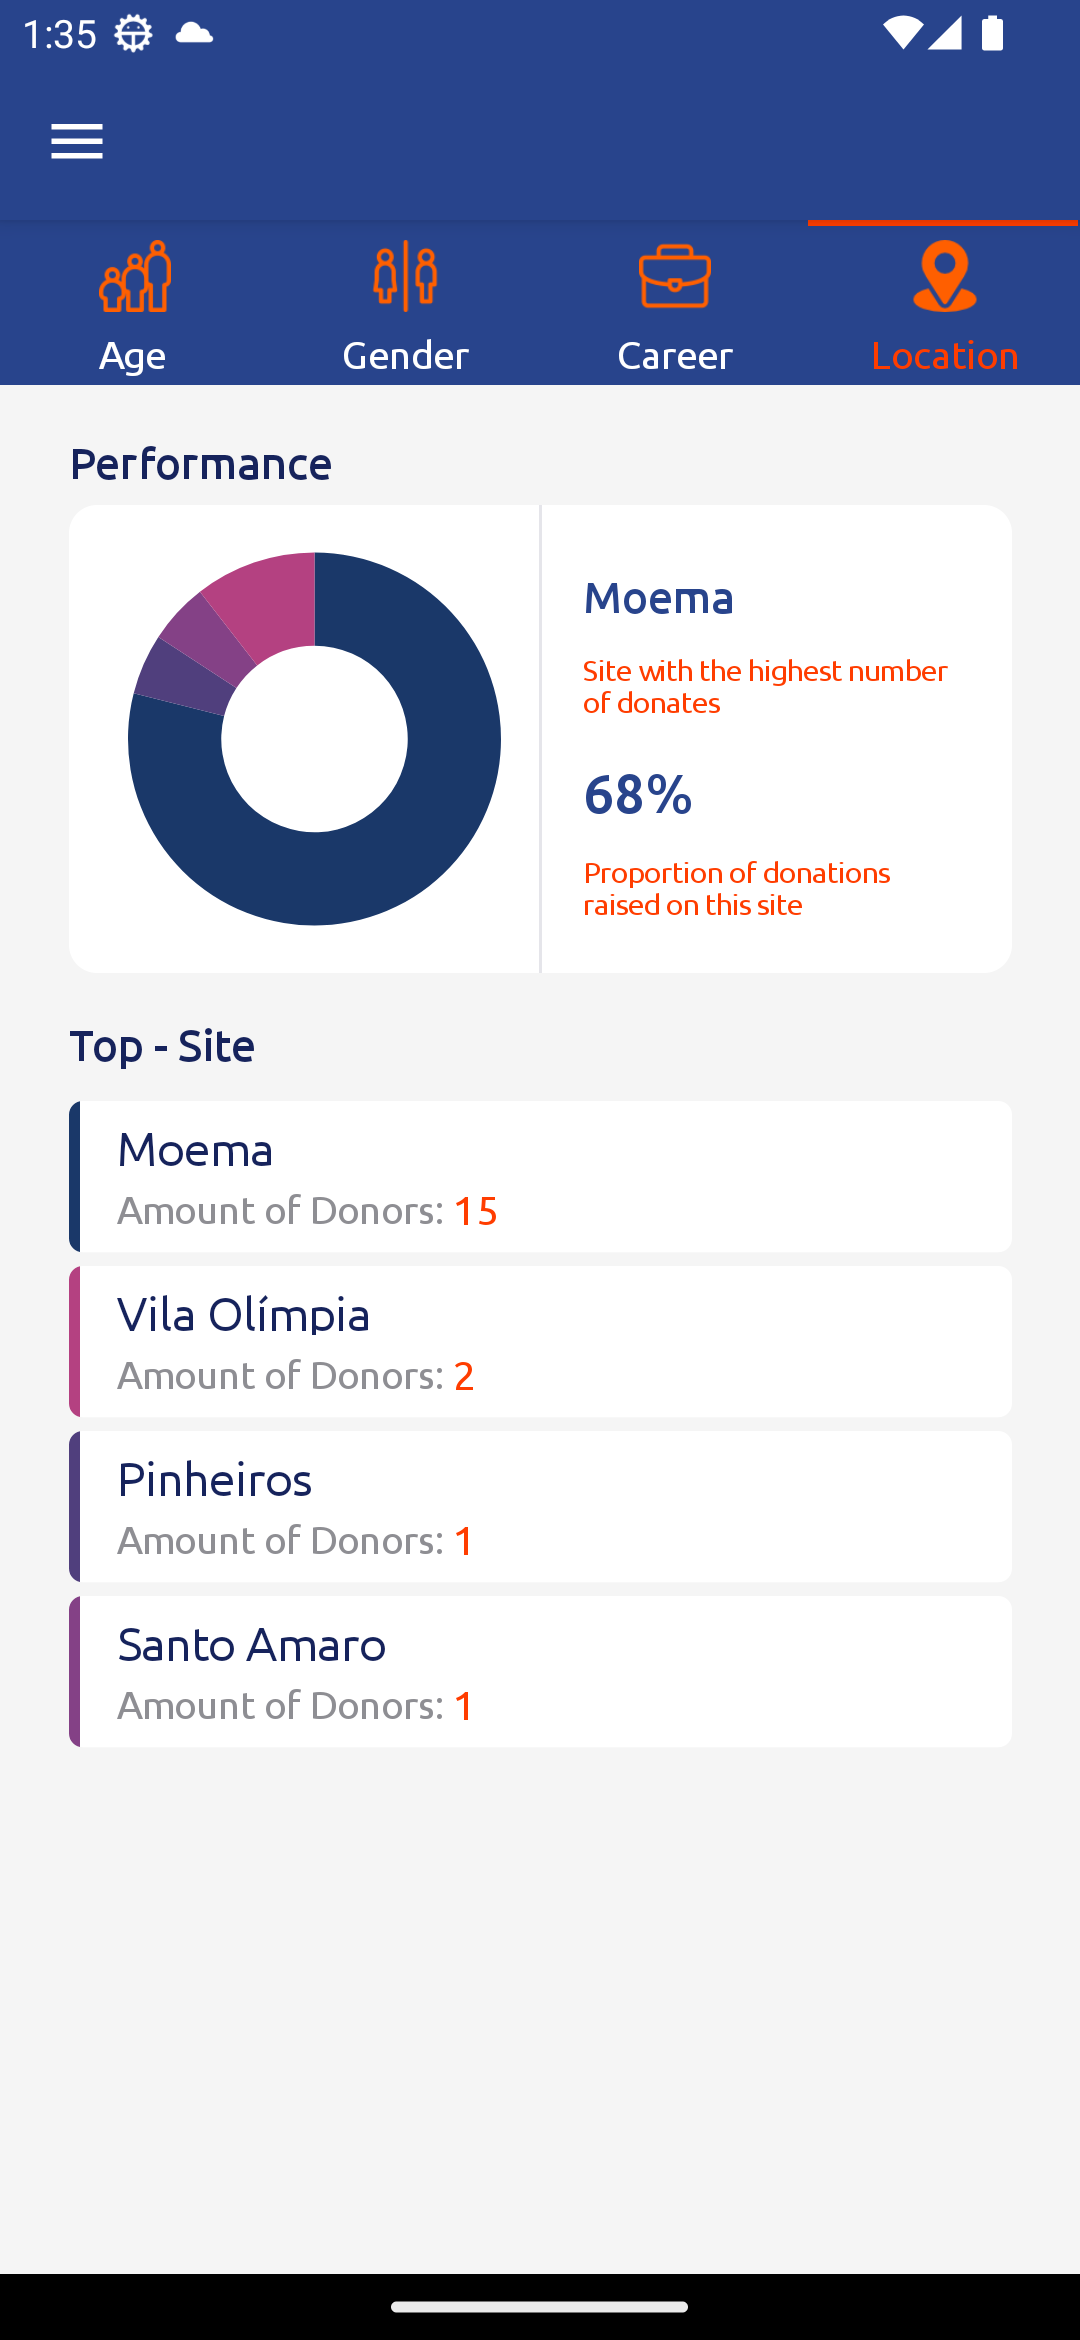 1:35
Age
Gender
Career
Location
Performance
Moema
Site with the highest number
of donates
68%
Proportion of donations
raised on this site
Top - Site
Moema
Amount of Donors: 15
Vila Olímpia
Amount of Donors: 2
Pinheiros
Amount of Donors: 1
Santo Amaro
Amount of Donors: 1